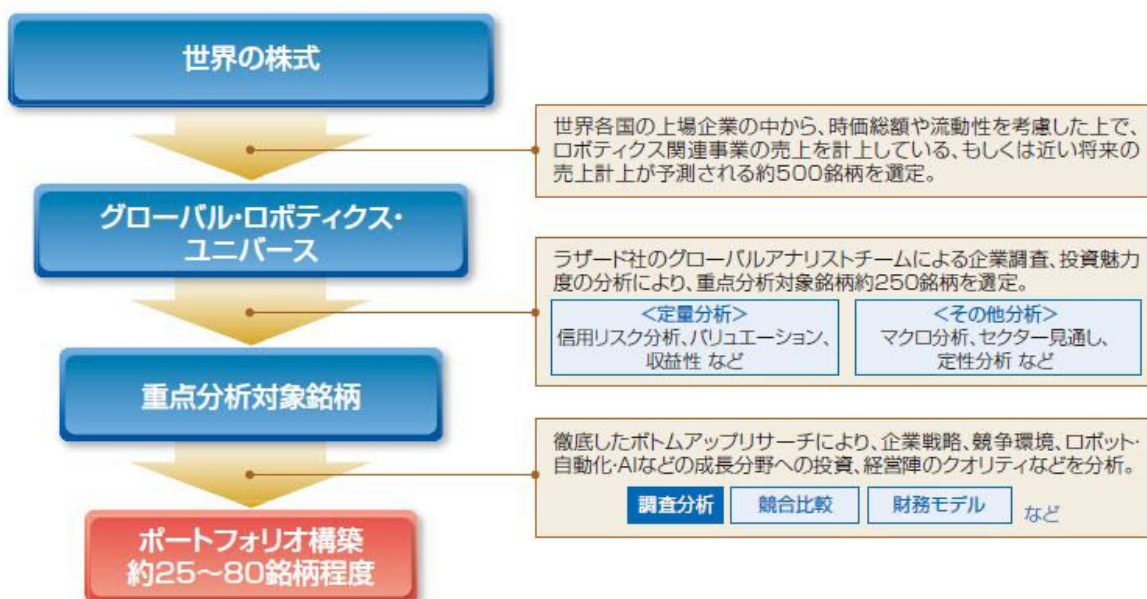 世界の株式
世界各国の上場企業の中から、時価総額や流動性を考慮した上で、
ロボティクス関連事業の売上を計上している、もしくは近い将来の
売上計上が予測される約500銘柄を選定。
グローバル・ロボティクス・
ユニバース
ラザード社のグローバルアナリストチームによる企業調査、投資魅力
度の分析により、重点分析対象銘柄約250銘柄を選定。
<定量分析>
信用リスク分析、バリュエーション、
収益性 など
<その他分析>
マクロ分析、セクター見通し、
定性分析 など
重点分析対象銘柄
徹底したボトムアップリサーチにより、企業戦略、競争環境、ロボット・
自動化・AIなどの成長分野への投資、経営陣のクオリティなどを分析。
調査分析
競合比較
財務モデル
など
ポートフォリオ構築
約25～80銘柄程度